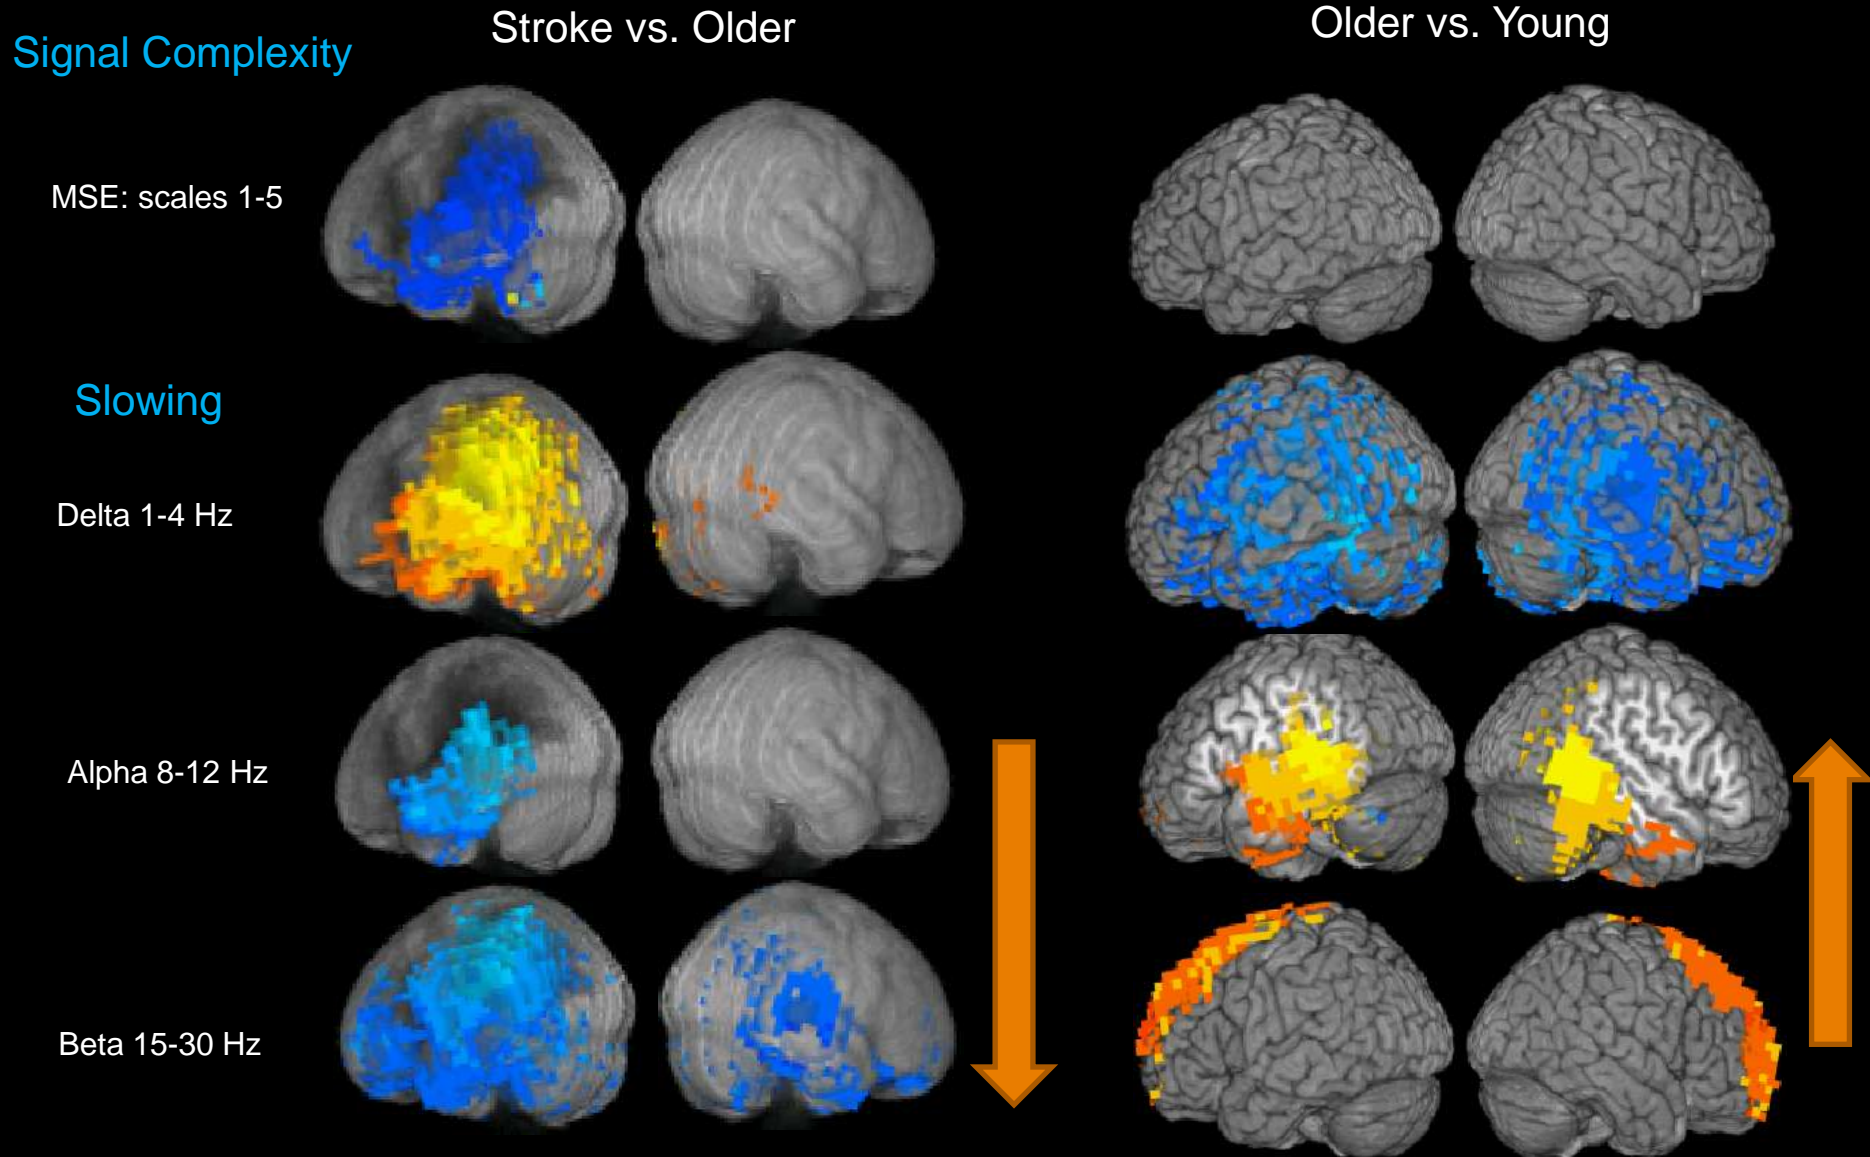 Stroke vs. Older
Older vs. Young
Signal Complexity
MSE: scales 1-5
Slowing
Delta 1-4 Hz
Alpha 8-12 Hz
Beta 15-30 Hz